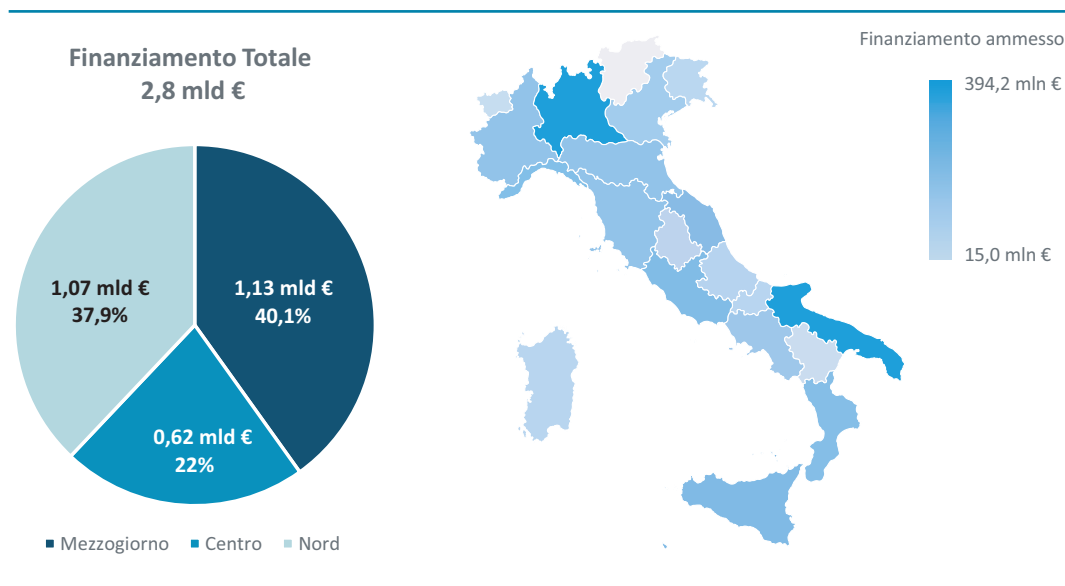 Finanziamento Totale
2,8 mld €
1,07 mld €
37,9%
1,13 mld €
40,1%
0,62 mld €
22%
Mezzogiorno Centro Nord
Finanziamento ammesso
394,2 mln €
15,0 mln €